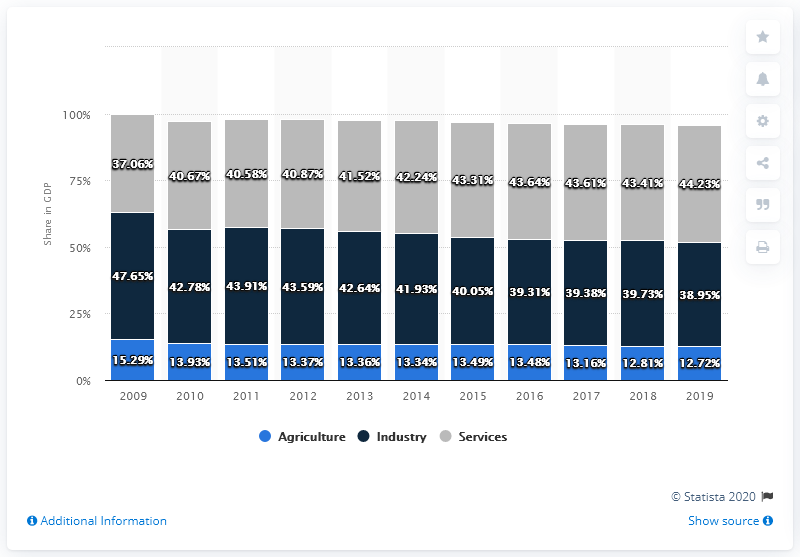 Share in GDP
100%
75%
50%
25%
0%
37.06% 40.67% 40.58% 40.87% 41.52% 42.24% 43.31% 43.64% 43.61% 43.41% 44.23%
47.65% 42.78% 43.91% 43.59% 42.64% 41.93% 40.05% 39.31% 39.38% 39.73% 38.95%
15.29% 13.93% 13.51% 13.37% 13.36% 13.34% 13.49% 13.48% 13.16% 12.81% 12.72%
2009 2010 2011 2012 2013 2014 2015 2016 2017 2018 2019
Agriculture Industry Services
© Statista 2020
Additional Information Show source